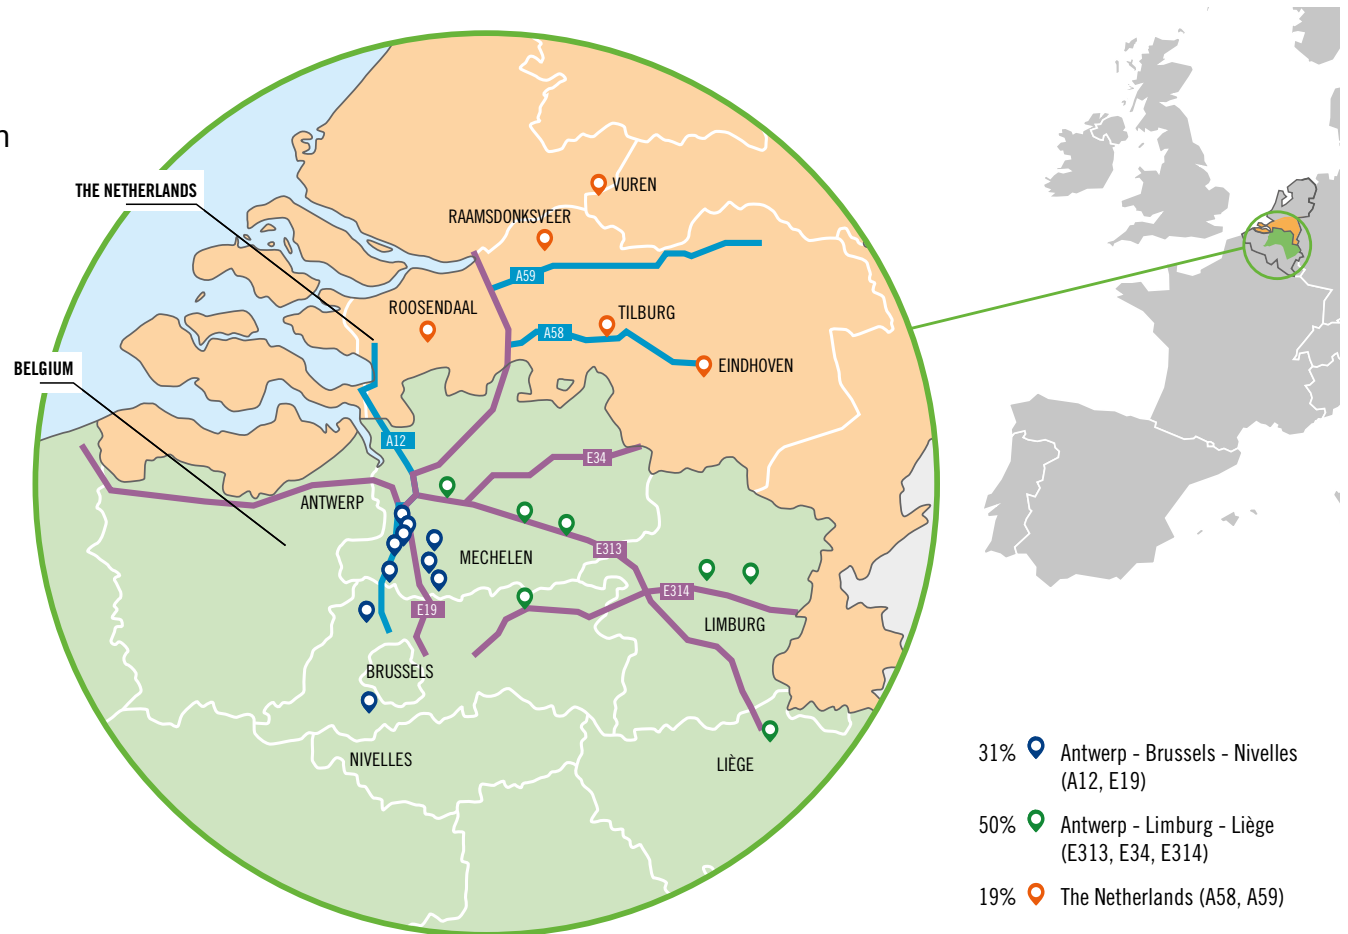 n
THE NETHERLANDS
VUREN
RAAMSDONKSVEER
A59
ROOSENDAAL
TILBURG
A58
BELGIUM
EINDHOVEN
A12
E34
ANTWERP
E313
MECHELEN
E314
E19
LIMBURG
BRUSSELS
NIVELLES
LIÈGE
31% Antwerp - Brussels - Nivelles
(A12, E19)
50% Antwerp - Limburg - Liège
(E313, E34, E314)
19% The Netherlands (A58, A59)